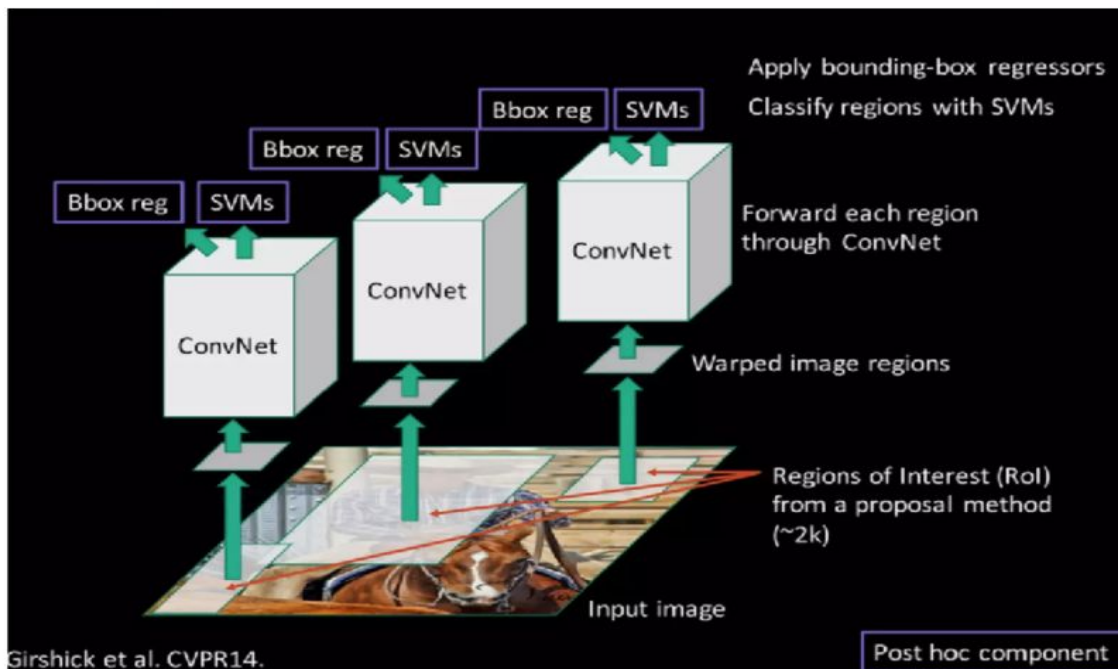 Apply bounding-box regressors
Bbox reg SVMs
Classify regions with SVMs
Bbox reg SVMs
Bbox reg SVMs
Forward each region
through ConvNet
ConvNet
ConvNet
ConvNet
Warped image regions
Regions of Interest (RoI)
from a proposal method
(~2k)
Input image
Girshick et al. CVPR14.
Post hoc component